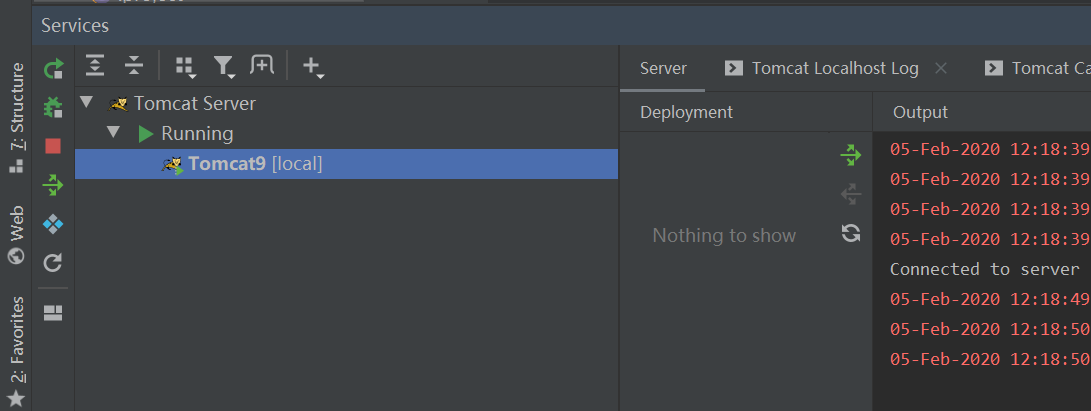 Services
7: Structure
Web
2: Favorites
Tomcat Server
Running
Tomcat9 [local]
Server
Tomcat Localhost Log
Tomcat Ca
Deployment
Nothing to show
Output
05-Feb-2020 12:18:39
05-Feb-2020 12:18:39
05-Feb-2020 12:18:39
05-Feb-2020 12:18:39
Connected to server
05-Feb-2020 12:18:49
05-Feb-2020 12:18:50
05-Feb-2020 12:18:50